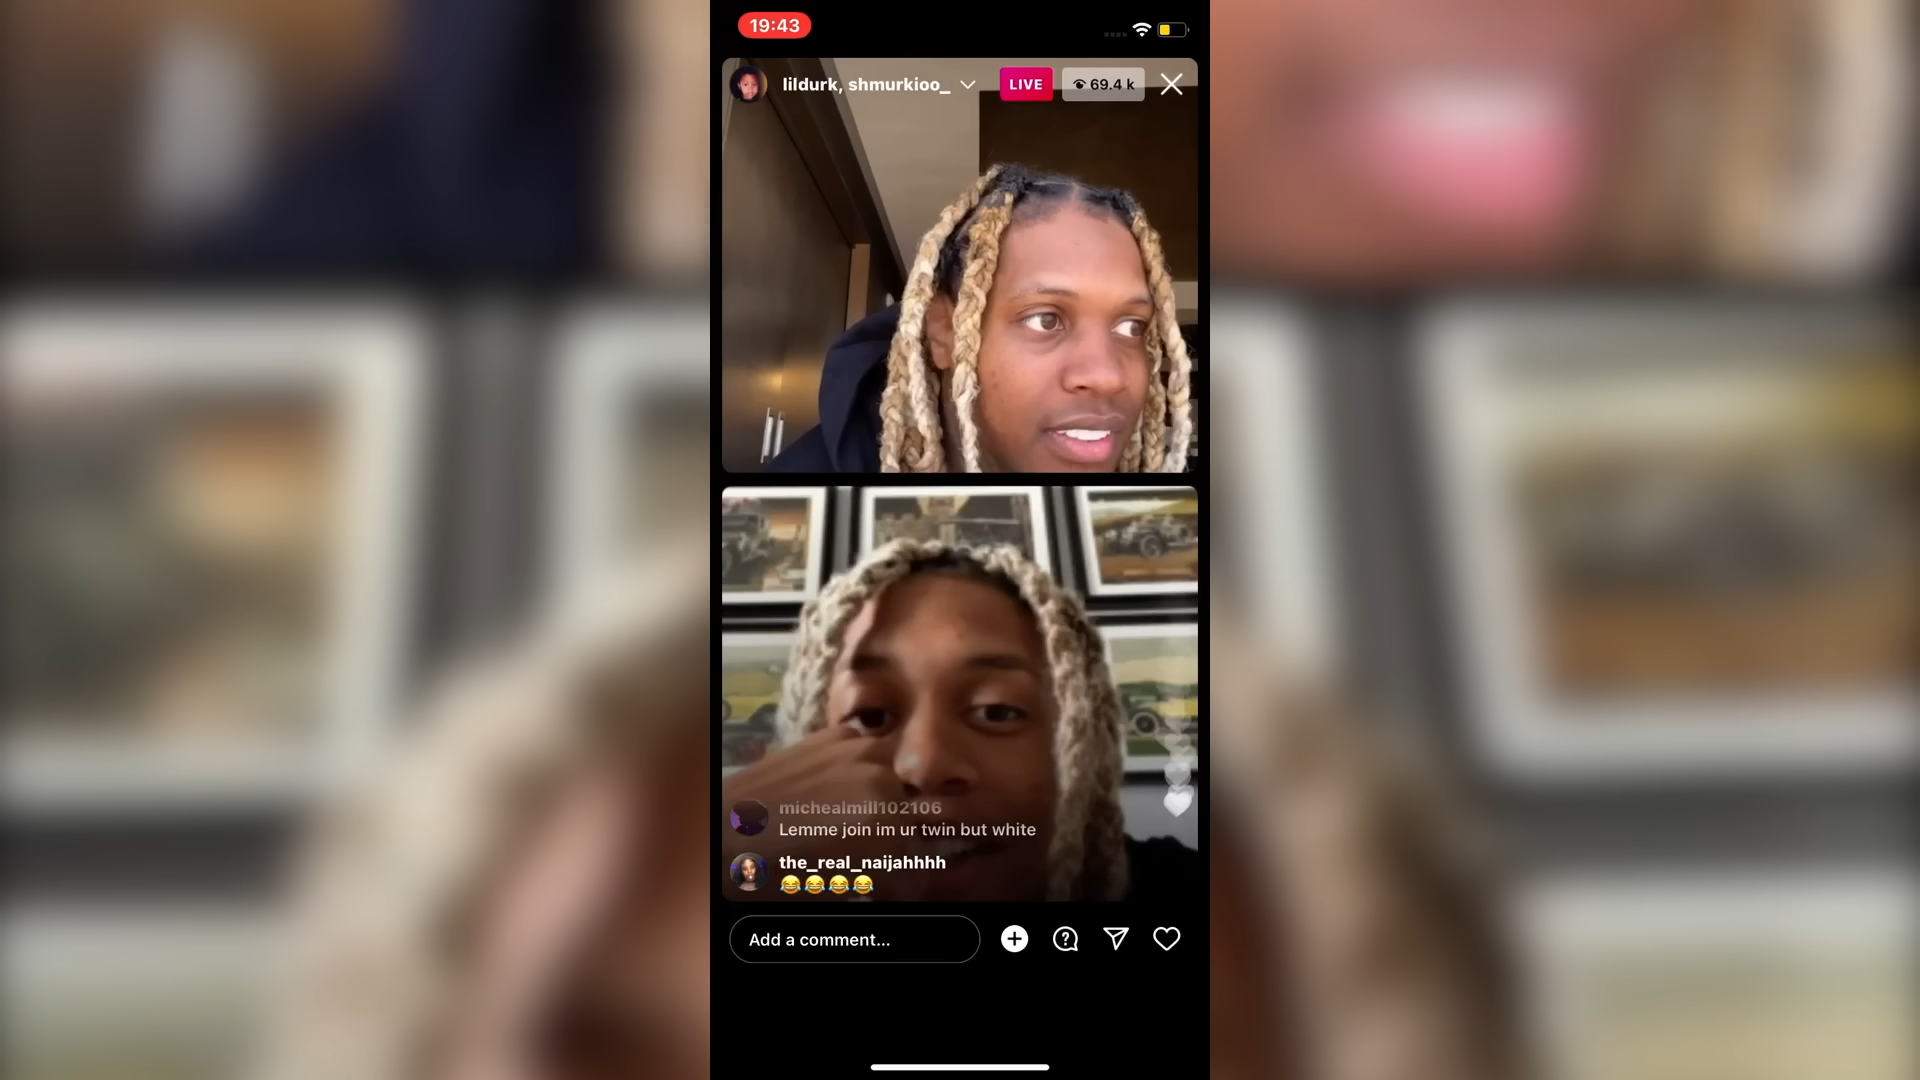 19:43
lildurk, shmurkioo_
LIVE
69.4 k
michealmill102106
Lemme join im ur twin but white
the_real_naijahhhh
😂😂😂😂
Add a comment...